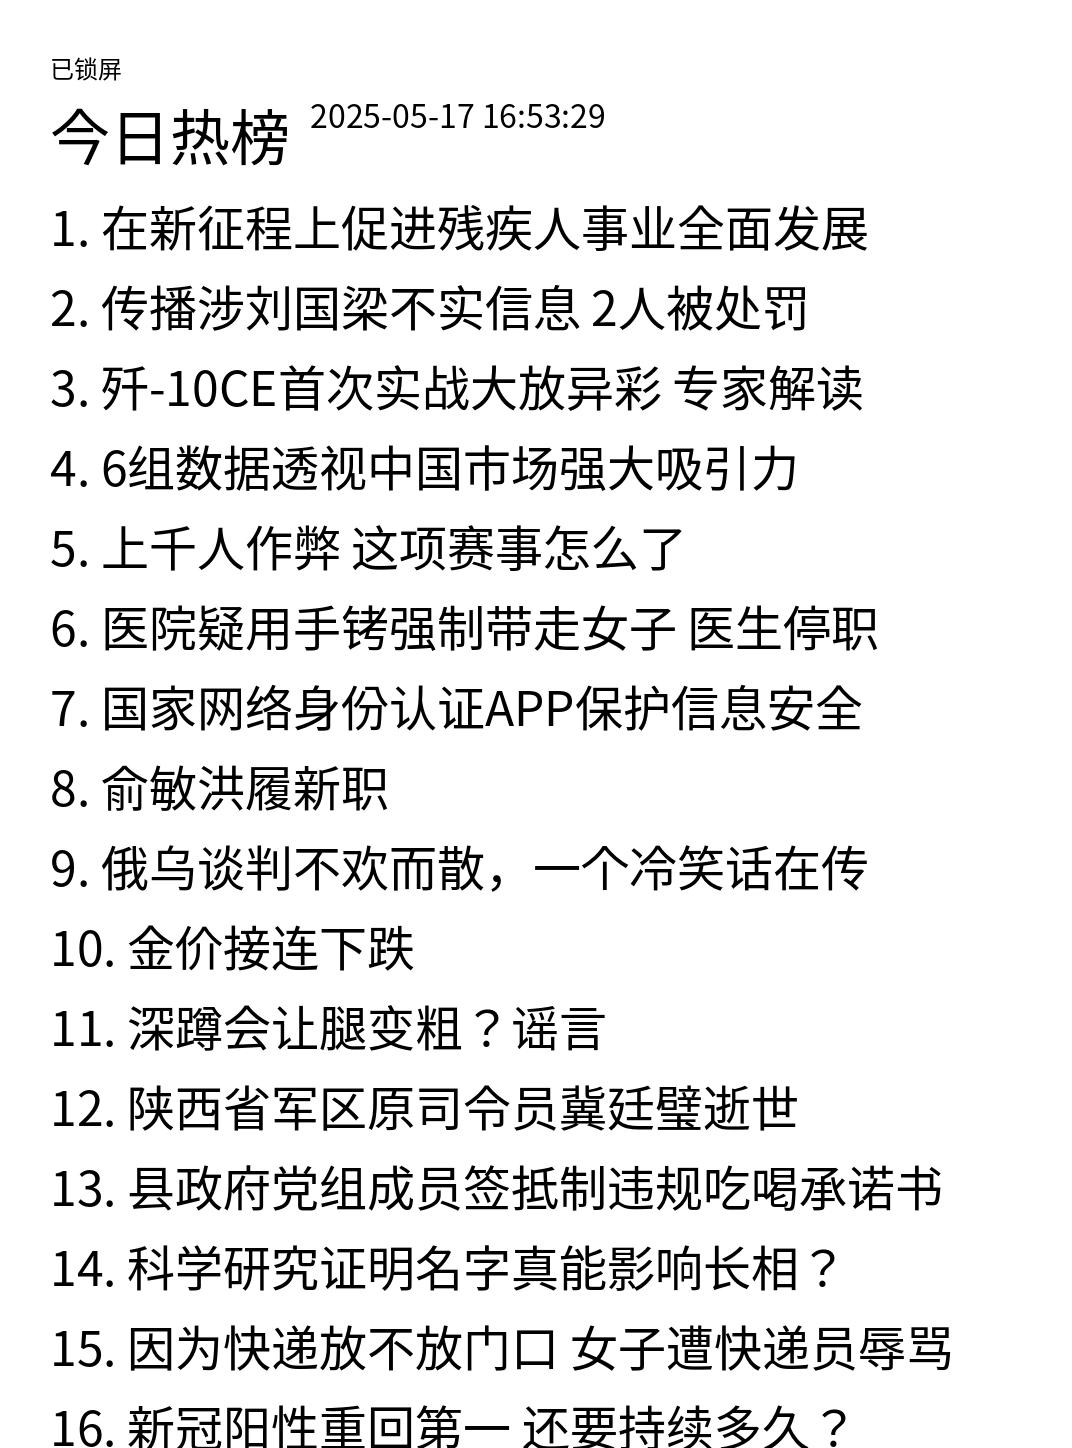 已锁屏
今日热榜 2025-05-17 16:53:29
1. 在新征程上促进残疾人事业全面发展
2. 传播涉刘国梁不实信息 2人被处罚
3. 歼-10CE首次实战大放异彩 专家解读
4. 6组数据透视中国市场强大吸引力
5. 上千人作弊 这项赛事怎么了
6. 医院疑用手铐强制带走女子 医生停职
7. 国家网络身份认证APP保护信息安全
8. 俞敏洪履新职
9. 俄乌谈判不欢而散，一个冷笑话在传
10. 金价接连下跌
11. 深蹲会让腿变粗？谣言
12. 陕西省军区原司令员冀廷璧逝世
13. 县政府党组成员签抵制违规吃喝承诺书
14. 科学研究证明名字真能影响长相？
15. 因为快递放不放门口 女子遭快递员辱骂
16. 新冠阳性重回第一 还要持续多久？